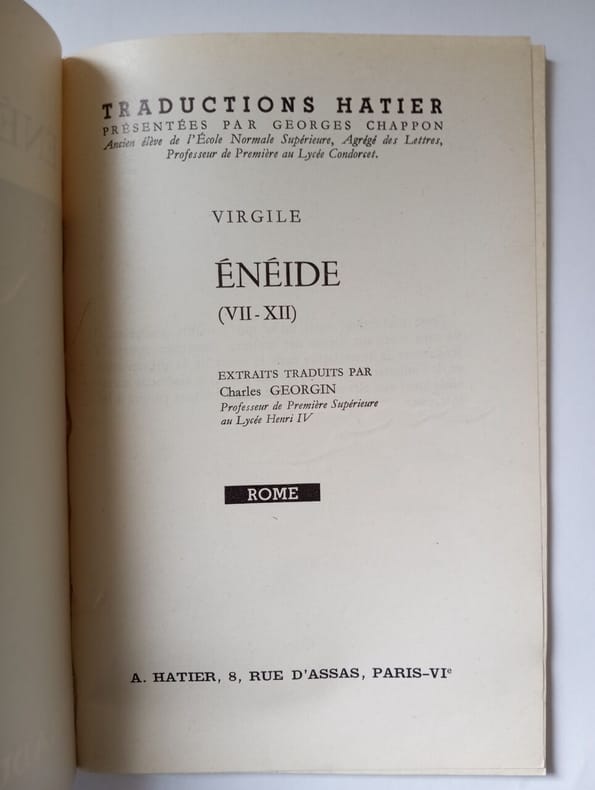 TRADUCTIONS HATIER
PRÉSENTÉES PAR GEORGES CHAPPON
Ancien élève de l'École Normale Supérieure, Agrégé des Lettres,
Professeur de Première au Lycée Condorcet.
VIRGILE
ÉNÉIDE
(VII-XII)
EXTRAITS TRADUITS PAR
Charles GEORGIN
Professeur de Première Supérieure
au Lycée Henri IV
ROME
A. HATIER, 8, RUE D'ASSAS, PARIS-VIe